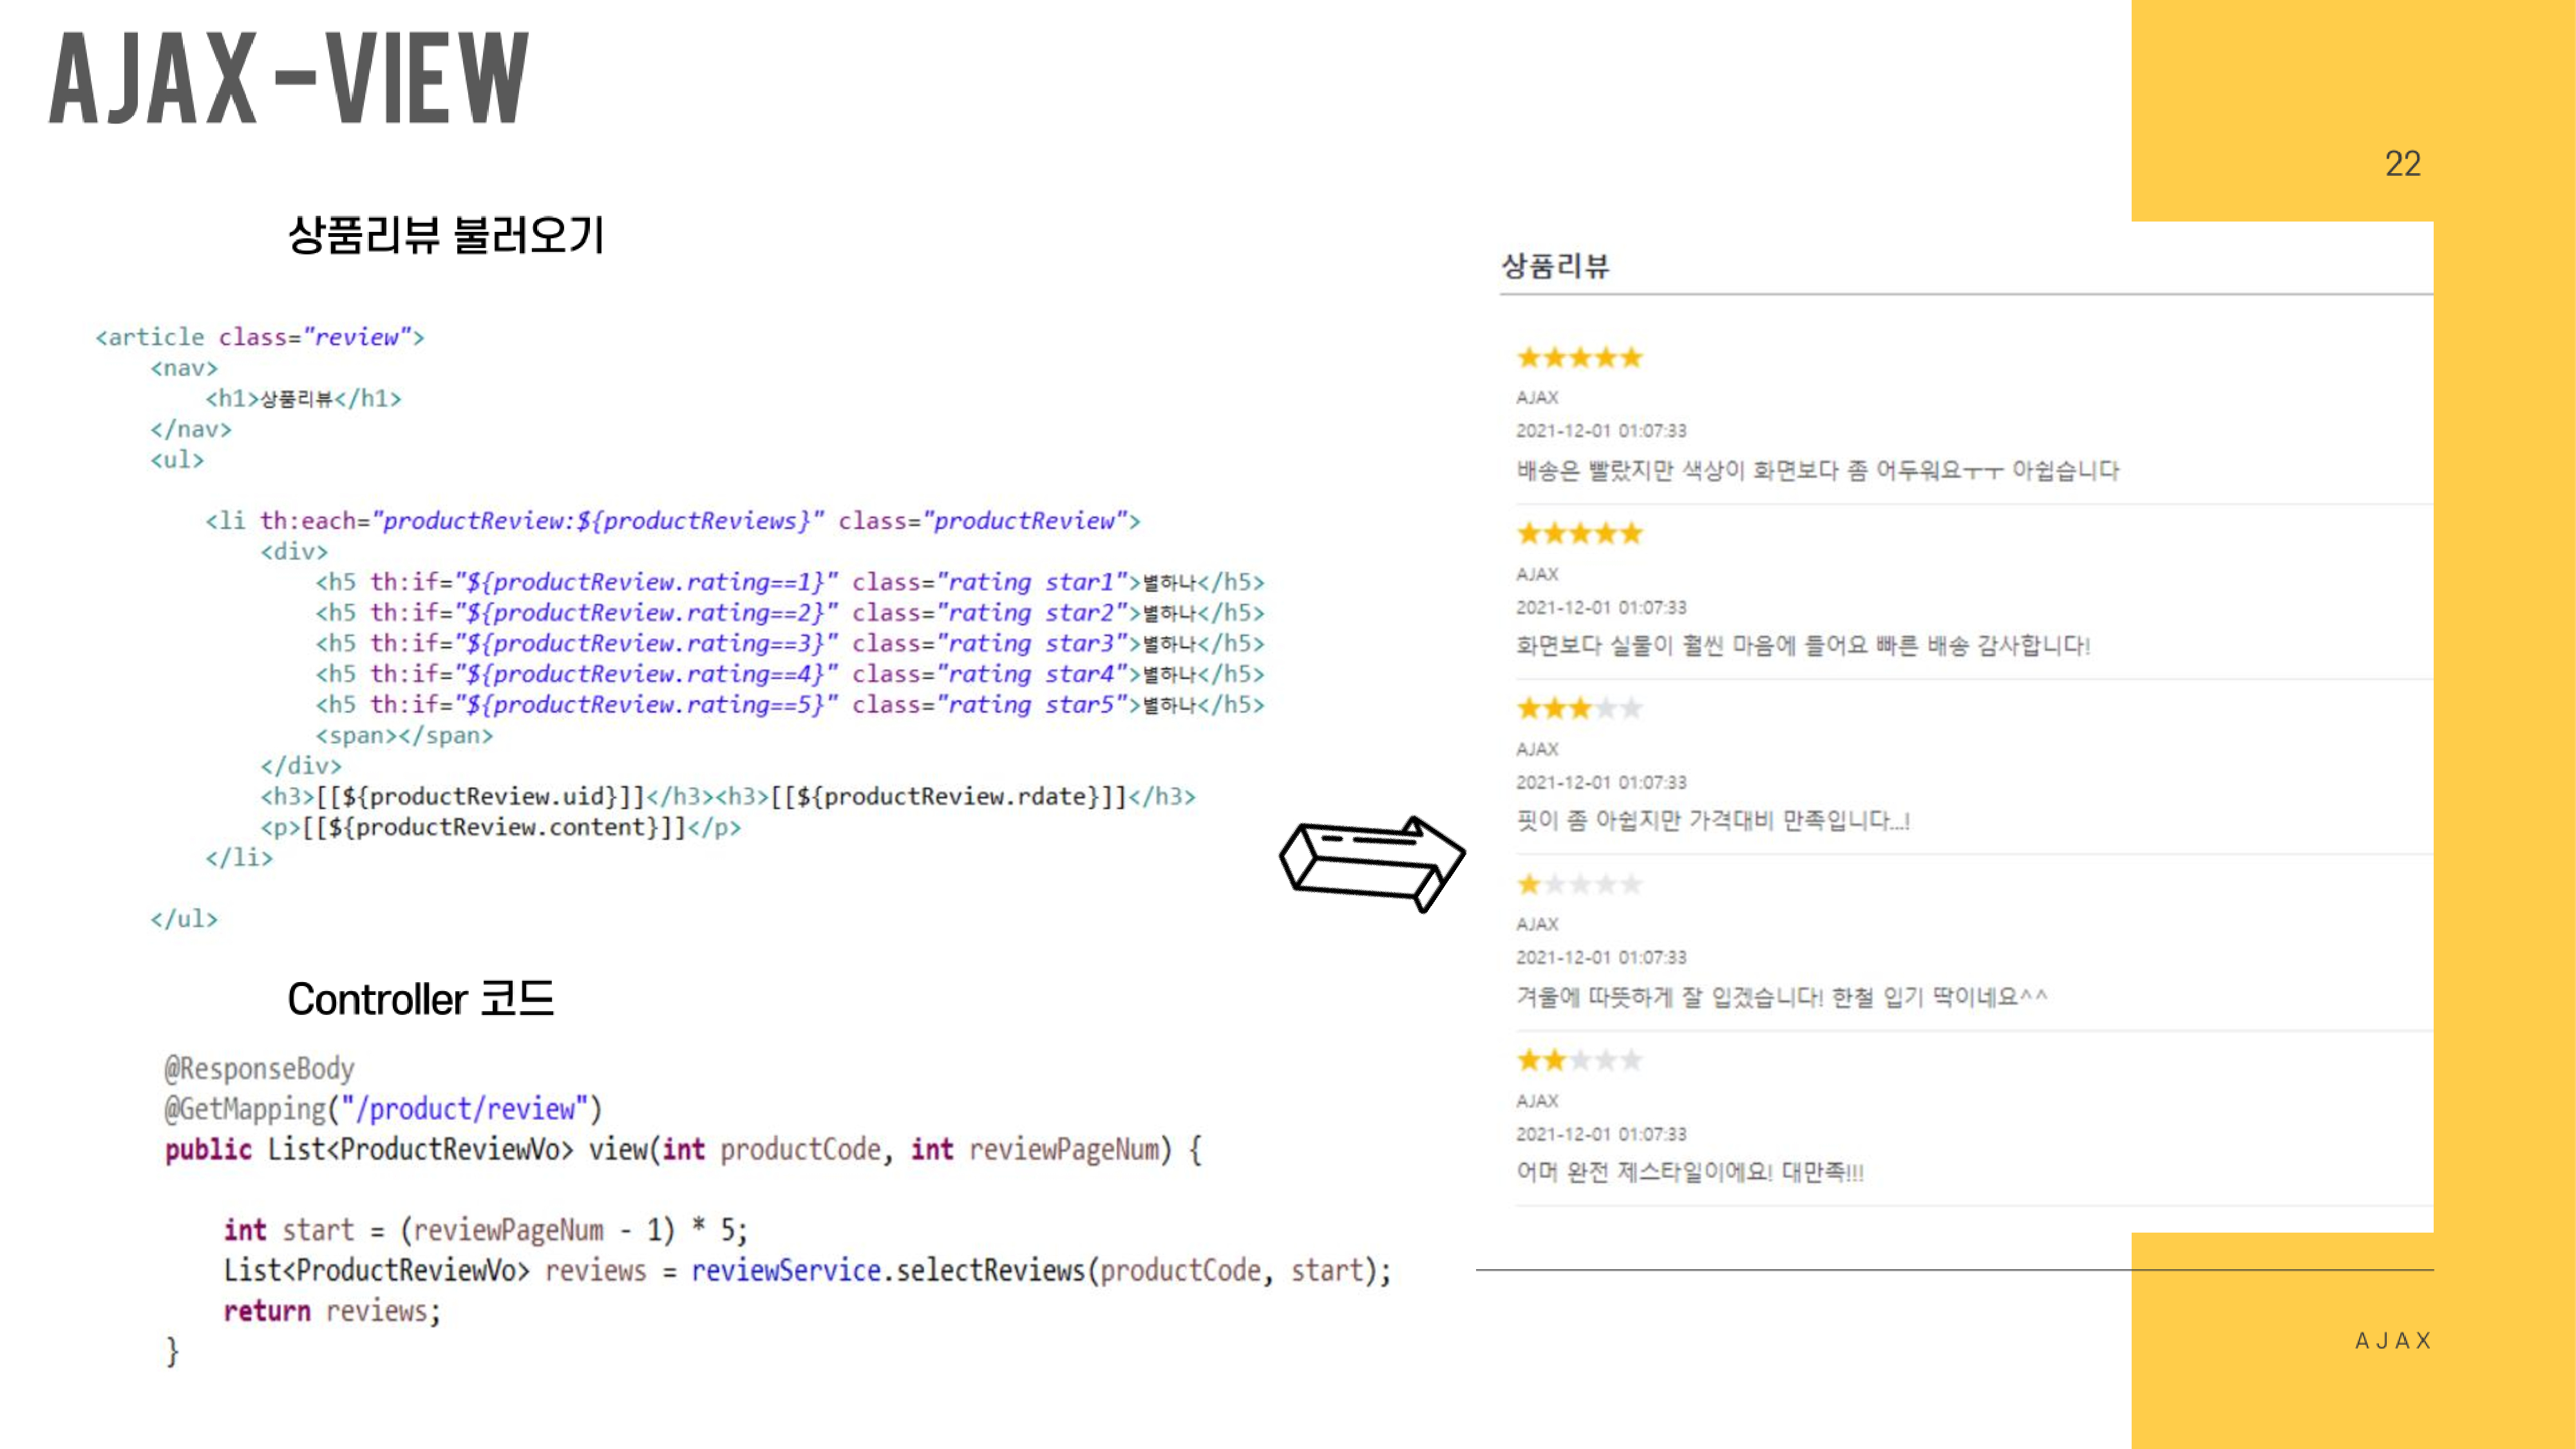 AJAX-VIEW
22
상품리뷰 불러오기
<article class="review">
<nav>
<h1>상품리뷰</h1>
</nav>
<ul>
<li th:each="productReview:${productReviews}" class="productReview">
<div>
<h5 th:if="${productReview.rating==1}" class="rating star1">별하나</h5>
<h5 th:if="${productReview.rating==2}" class="rating star2">별하나</h5>
<h5 th:if="${productReview.rating==3}" class="rating star3">별하나</h5>
<h5 th:if="${productReview.rating==4}" class="rating star4">별하나</h5>
<h5 th:if="${productReview.rating==5}" class="rating star5">별하나</h5>
<span></span>
</div>
<h3>[[${productReview.uid}]]</h3><h3>[[${productReview.rdate}]]</h3>
<p>[[${productReview.content}]]</p>
</li>
</ul>
Controller 코드
@ResponseBody
@GetMapping("/product/review")
public List<ProductReviewVo> view(int productCode, int reviewPageNum) {
int start = (reviewPageNum - 1) * 5;
List<ProductReviewVo> reviews = reviewService.selectReviews(productCode, start);
return reviews;
}
상품리뷰
AJAX
2021-12-01 01:07:33
배송은 빨랐지만 색상이 화면보다 좀 어두워요ㅜㅜ 아쉽습니다
AJAX
2021-12-01 01:07:33
화면보다 실물이 훨씬 마음에 들어요 빠른 배송 감사합니다!
AJAX
2021-12-01 01:07:33
핏이 좀 아쉽지만 가격대비 만족입니다...!
AJAX
2021-12-01 01:07:33
겨울에 따뜻하게 잘 입겠습니다! 한철 입기 딱이네요^^
AJAX
2021-12-01 01:07:33
어머 완전 제스타일이에요! 대만족!!!
AJAX